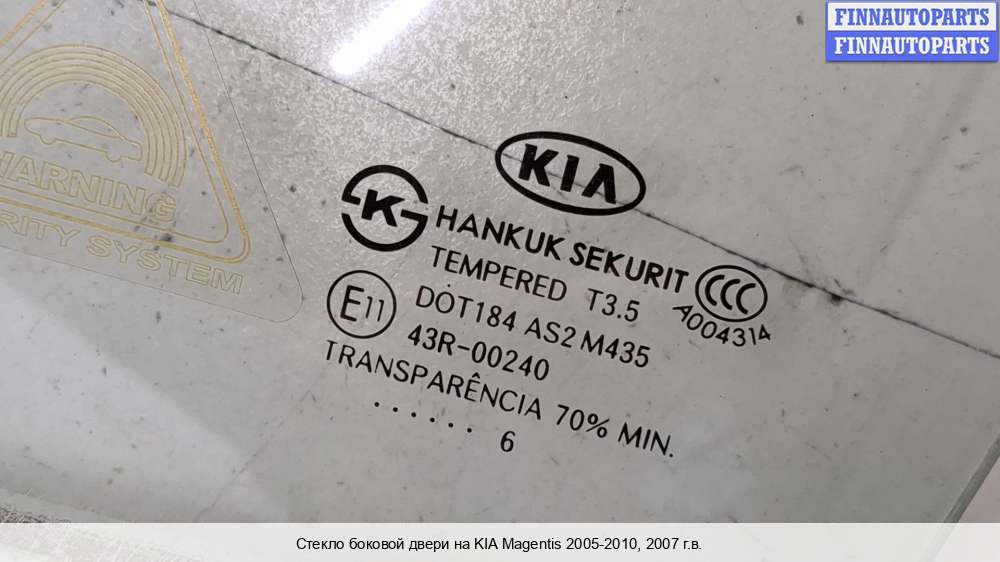 FINNAUTOPARTS
FINNAUTOPARTS
WARNING
SECURITY SYSTEM
KIA
K
HANKUK SEKURIT
CCC
TEMPERED T3.5
A004314
E11
DOT184 AS2 M435
43R-00240
TRANSPARÊNCIA 70% MIN.
...... 6
Стекло боковой двери на KIA Magentis 2005-2010, 2007 г.в.